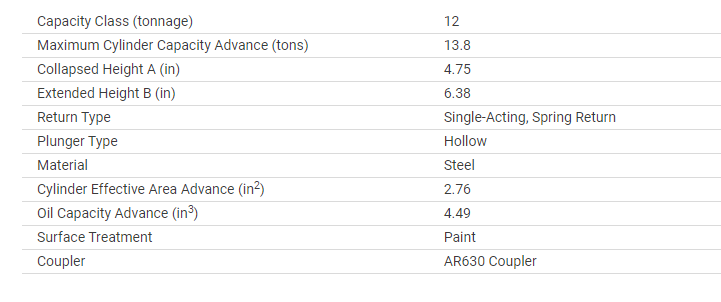 Capacity Class (tonnage) 12
Maximum Cylinder Capacity Advance (tons) 13.8
Collapsed Height A (in) 4.75
Extended Height B (in) 6.38
Return Type Single-Acting, Spring Return
Plunger Type Hollow
Material Steel
Cylinder Effective Area Advance (in²) 2.76
Oil Capacity Advance (in³) 4.49
Surface Treatment Paint
Coupler AR630 Coupler